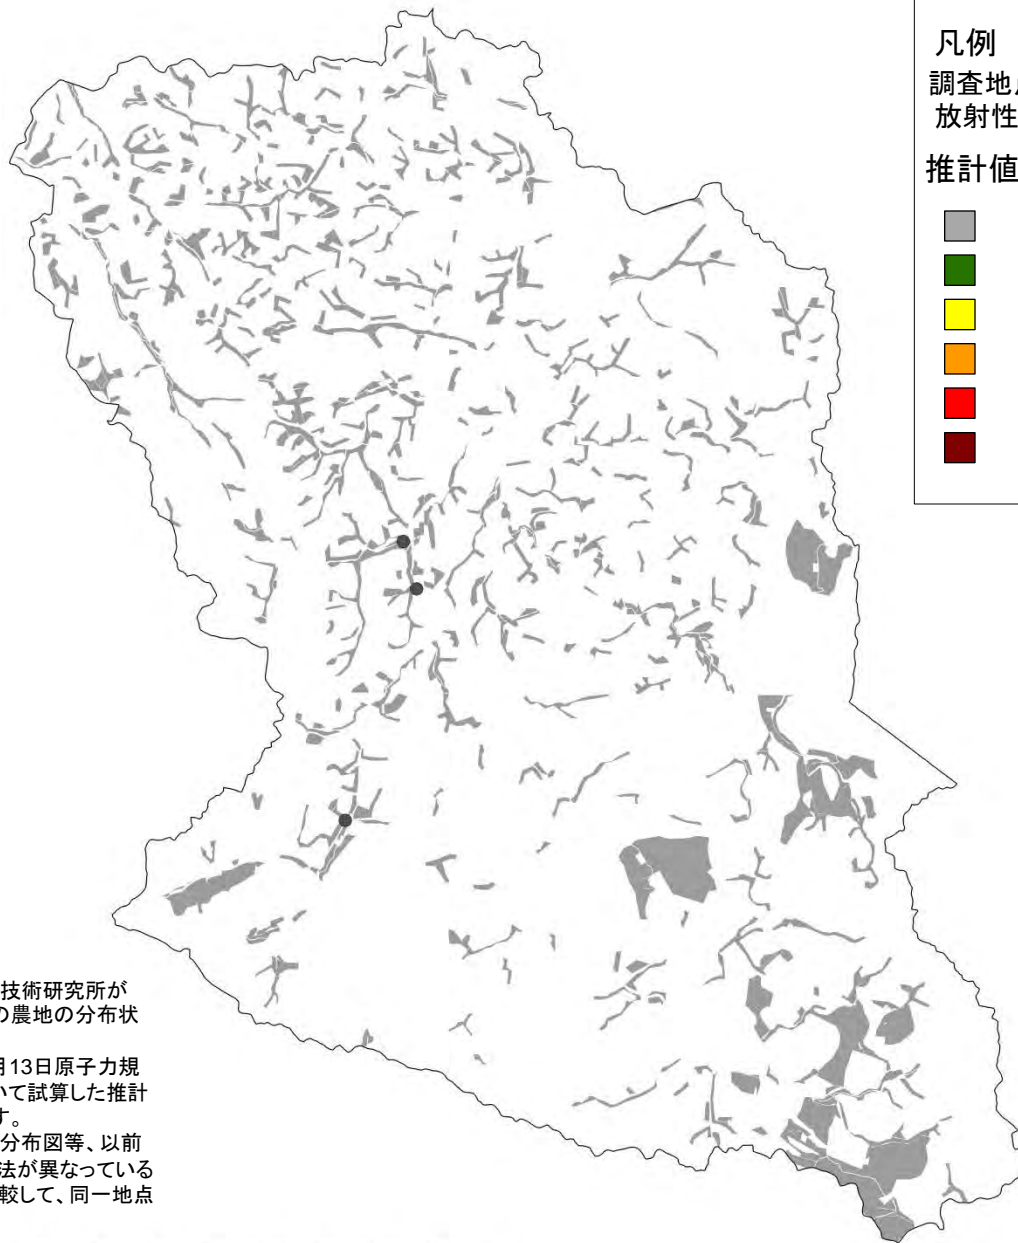 凡例
調査地点
放射性
推計値
技術研究所が
の農地の分布状
月13日原子力規
いて試算した推計
す。
分布図等、以前
法が異なっている
較して、同一地点